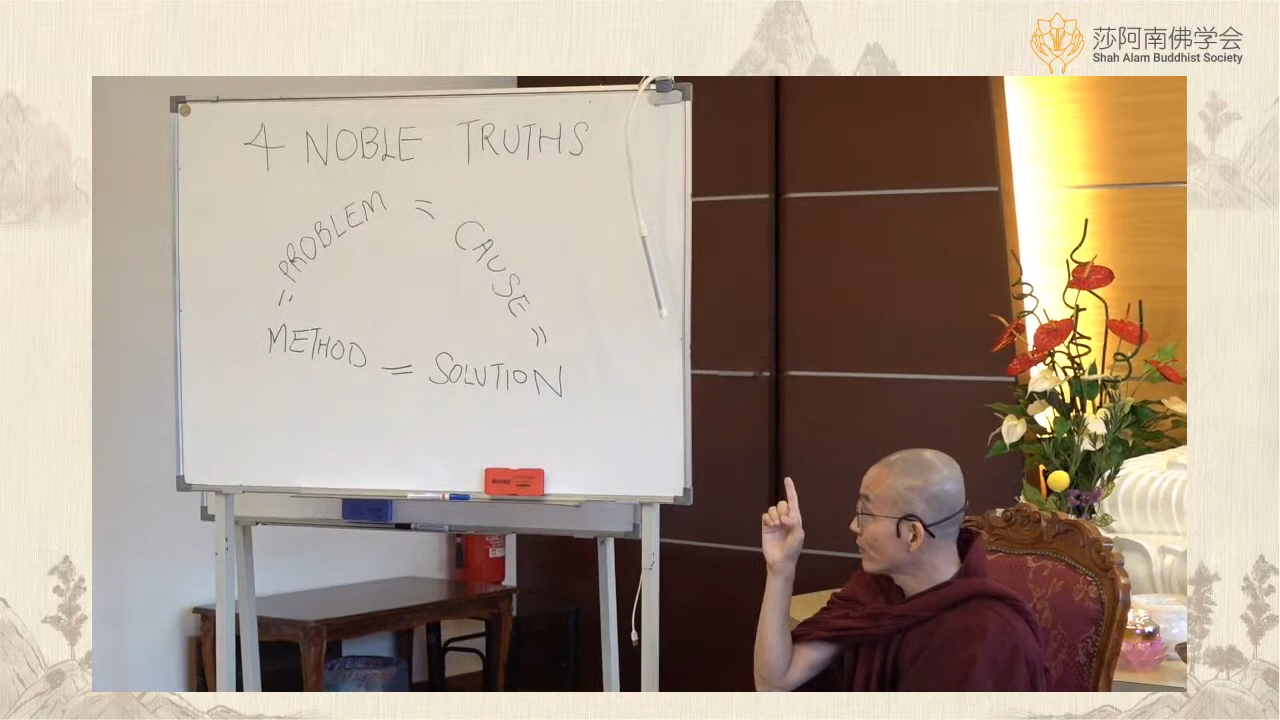 莎阿南佛学会
Shah Alam Buddhist Society
4 NOBLE TRUTHS
= PROBLEM = CAUSE =
METHOD = SOLUTION